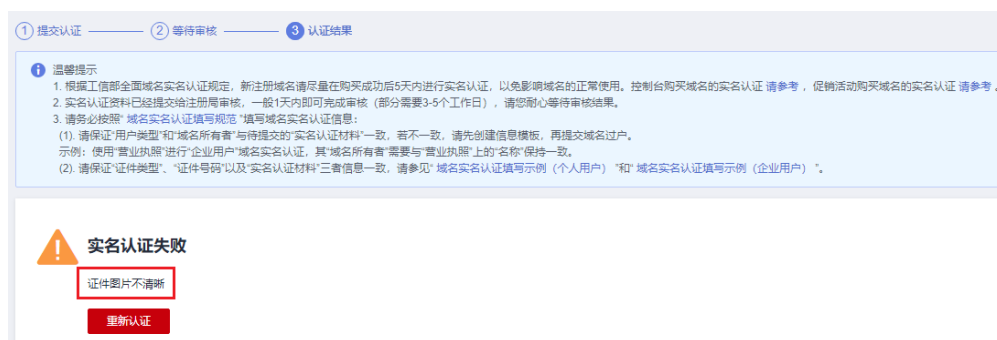 1 提交认证 2 等待审核 3 认证结果
温馨提示
1. 根据工信部全面域名实名认证规定，新注册域名请尽量在购买成功后5天内进行实名认证，以免影响域名的正常使用。控制台购买域名的实名认证 请参考 ，促销活动购买域名的实名认证 请参考 。
2. 实名认证资料已经提交给注册局审核，一般1天内即可完成审核（部分需要3-5个工作日），请您耐心等待审核结果。
3. 请务必按照" 域名实名认证填写规范 "填写域名实名认证信息:
(1). 请保证"用户类型"和"域名所有者"与待提交的"实名认证材料"一致，若不一致，请先创建信息模板，再提交域名过户。
示例：使用"营业执照"进行"企业用户"域名实名认证，其"域名所有者"需要与"营业执照"上的"名称"保持一致。
(2). 请保证"证件类型"、"证件号码"以及"实名认证材料"三者信息一致，请参见" 域名实名认证填写示例（个人用户） "和" 域名实名认证填写示例（企业用户） "。
实名认证失败
证件图片不清晰
重新认证